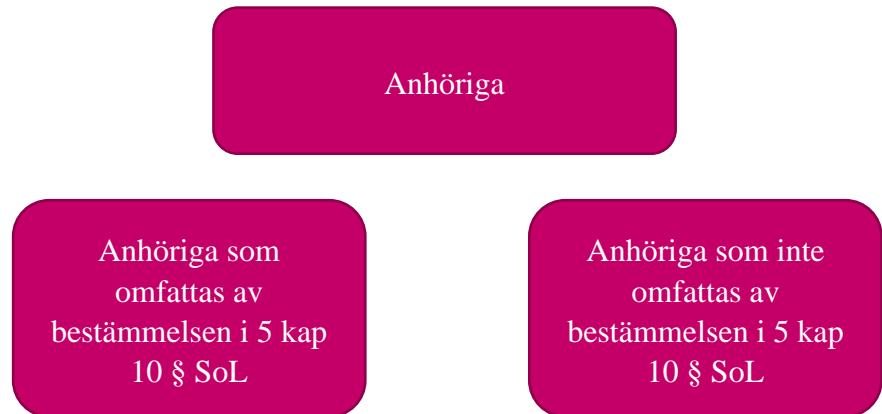 Anhöriga
Anhöriga som
omfattas av
bestämmelsen i 5 kap
10 § SoL
Anhöriga som inte
omfattas av
bestämmelsen i 5 kap
10 § SoL